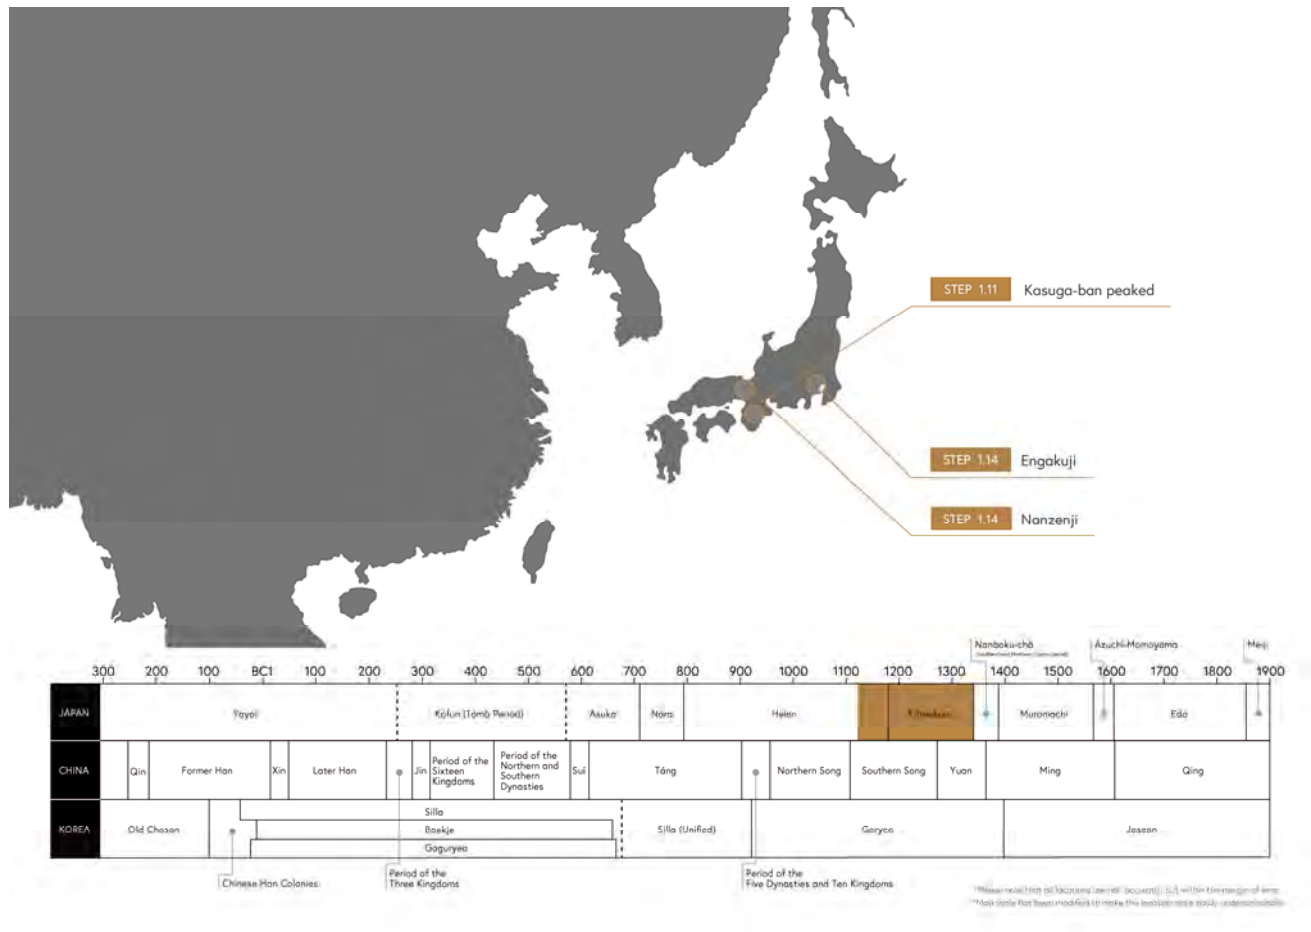 STEP 1.11 Kasuga-ban peaked
STEP 1.14 Engakuji
STEP 1.14 Nanzenji
Nanboku-chō
Azuchi-Momoyama
Meiji
300 200 100 BC1 100 200 300 400 500 600 700 800 900 1000 1100 1200 1300 1400 1500 1600 1700 1800 1900
JAPAN Yayoi Kofun (Tomb Period) Asuka Nara Heian Kamakura Muromachi Edo
CHINA Qin Former Han Xin Later Han Jin Period of the Sixteen Kingdoms Period of the Northern and Southern Dynasties Sui Táng Northern Song Southern Song Yuan Ming Qing
Silla
KOREA Old Choson Baekje Silla (Unified) Goryeo Joseon
Goguryeo
Chinese Han Colonies
Period of the
Three Kingdoms
Period of the
Five Dynasties and Ten Kingdoms